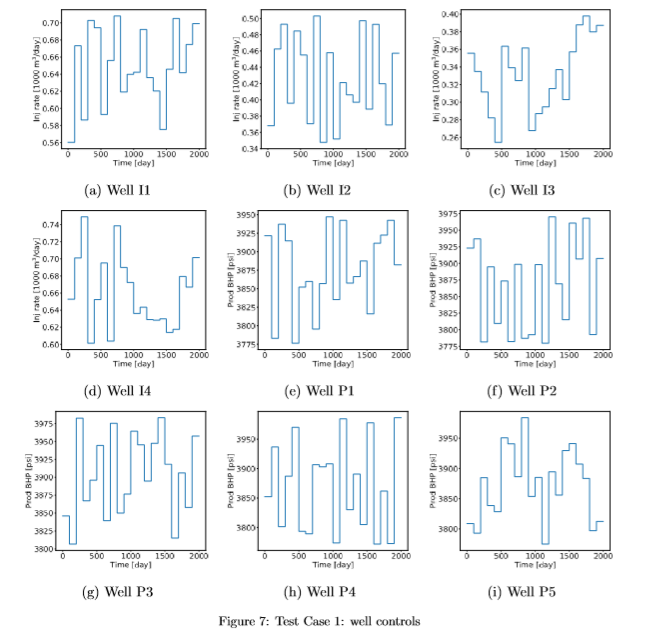 Inj rate [1000 m³/day]
0.70
0.68
0.66
0.64
0.62
0.60
0.58
0.56
0 500 1000 1500 2000
Time [day]
(a) Well I1
Inj rate [1000 m³/day]
0.50
0.48
0.46
0.44
0.42
0.40
0.38
0.36
0.34
0 500 1000 1500 2000
Time [day]
(b) Well I2
Inj rate [1000 m³/day]
0.40
0.38
0.36
0.34
0.32
0.30
0.28
0.26
0 500 1000 1500 2000
Time [day]
(c) Well I3
Inj rate [1000 m³/day]
0.74
0.72
0.70
0.68
0.66
0.64
0.62
0.60
0 500 1000 1500 2000
Time [day]
(d) Well I4
Prod BHP [psi]
3950
3925
3900
3875
3850
3825
3800
3775
0 500 1000 1500 2000
Time [day]
(e) Well P1
Prod BHP [psi]
3975
3950
3925
3900
3875
3850
3825
3800
3775
0 500 1000 1500 2000
Time [day]
(f) Well P2
Prod BHP [psi]
3975
3950
3925
3900
3875
3850
3825
3800
0 500 1000 1500 2000
Time [day]
(g) Well P3
Prod BHP [psi]
3950
3900
3850
3800
0 500 1000 1500 2000
Time [day]
(h) Well P4
Prod BHP [psi]
3950
3900
3850
3800
0 500 1000 1500 2000
Time [day]
(i) Well P5
Figure 7: Test Case 1: well controls